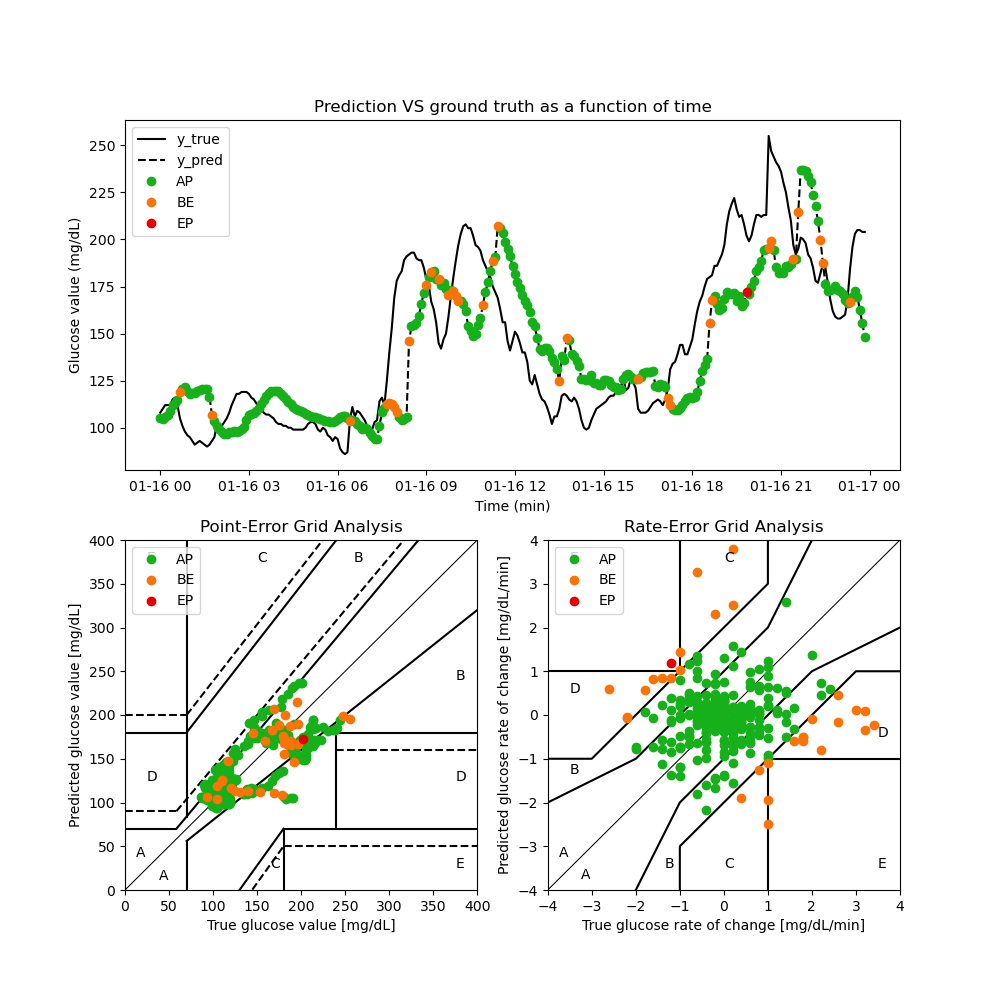 Prediction VS ground truth as a function of time
Glucose value (mg/dL)
250
225
200
175
150
125
100
y_true
y_pred
AP
BE
EP
01-16 00 01-16 03 01-16 06 01-16 09 01-16 12 01-16 15 01-16 18 01-16 21 01-17 00
Time (min)
Point-Error Grid Analysis
Predicted glucose value [mg/dL]
400
350
300
250
200
150
100
50
0
AP
BE
EP
C
B
B
D
D
A
A
C
E
0 50 100 150 200 250 300 350 400
True glucose value [mg/dL]
Rate-Error Grid Analysis
Predicted glucose rate of change [mg/dL/min]
4
3
2
1
0
−1
−2
−3
−4
AP
BE
EP
C
D
D
B
A
A
B
C
E
−4 −3 −2 −1 0 1 2 3 4
True glucose rate of change [mg/dL/min]